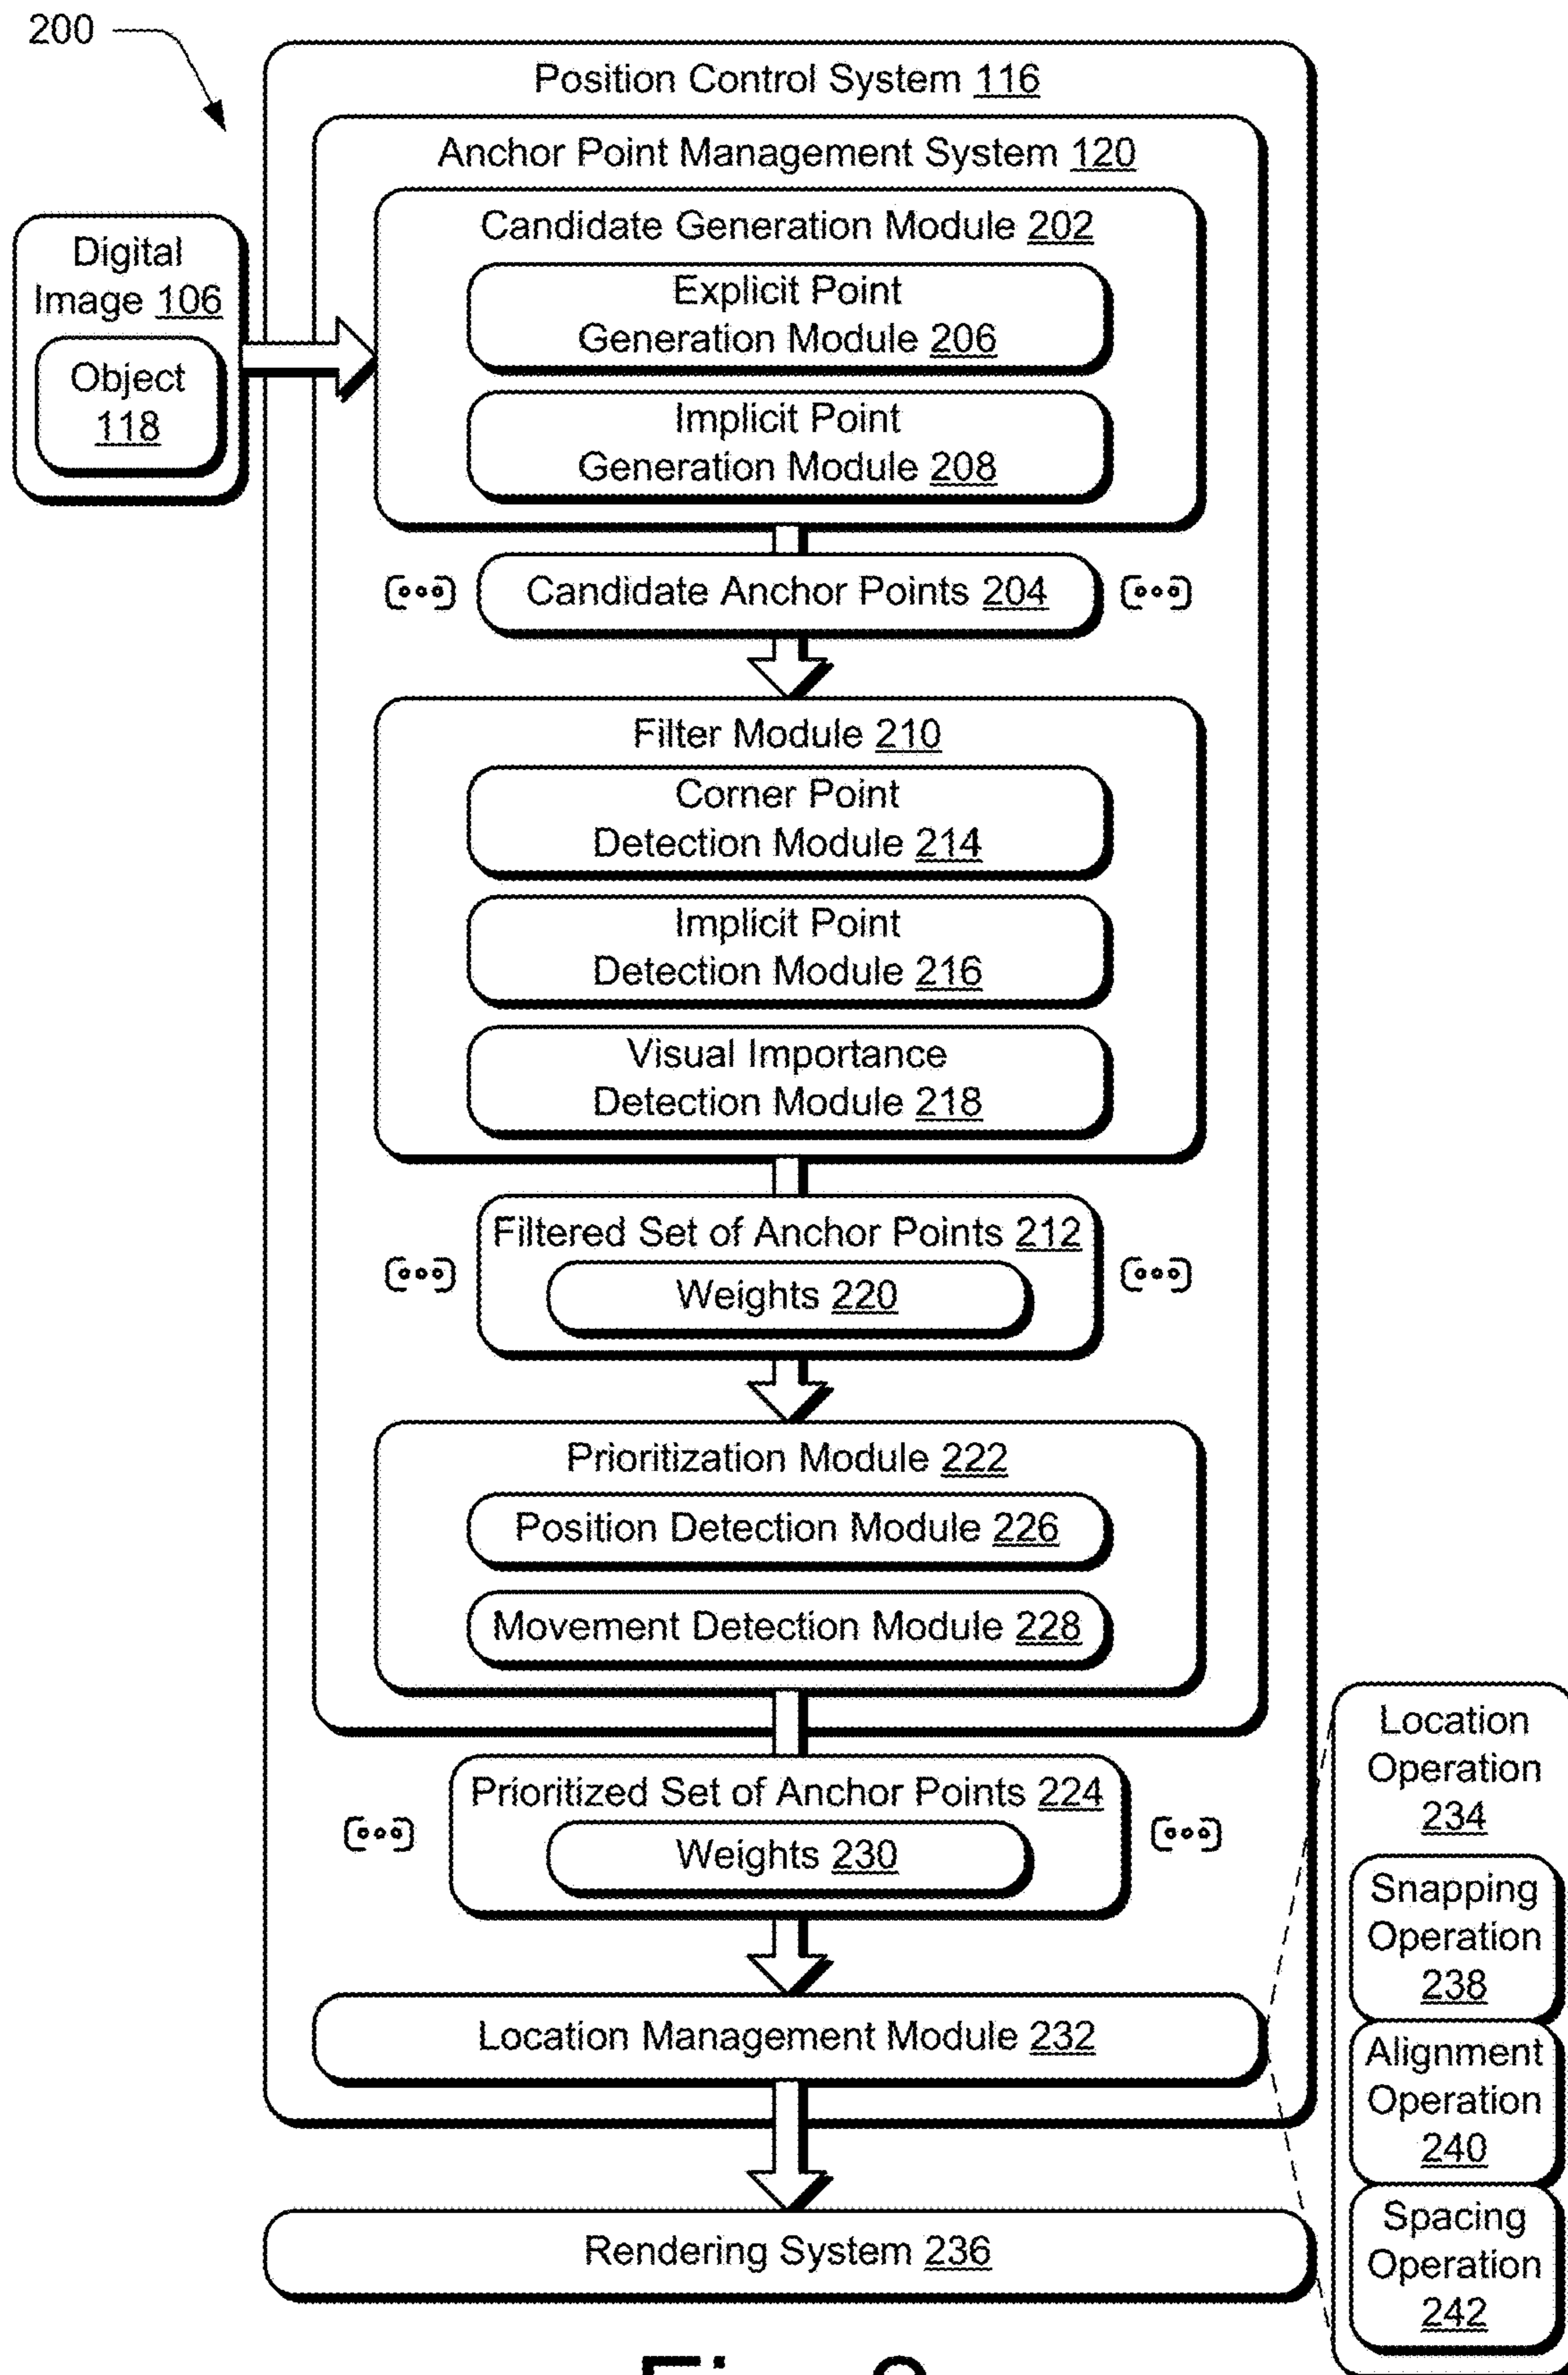 200
Position Control System 116
Anchor Point Management System 120
Candidate Generation Module 202
Explicit Point
Generation Module 206
Implicit Point
Generation Module 208
Digital
Image 106
Object
118
Candidate Anchor Points 204
Filter Module 210
Corner Point
Detection Module 214
Implicit Point
Detection Module 216
Visual Importance
Detection Module 218
Filtered Set of Anchor Points 212
Weights 220
Prioritization Module 222
Position Detection Module 226
Movement Detection Module 228
Prioritized Set of Anchor Points 224
Weights 230
Location Management Module 232
Location
Operation
234
Snapping
Operation
238
Alignment
Operation
240
Spacing
Operation
242
Rendering System 236